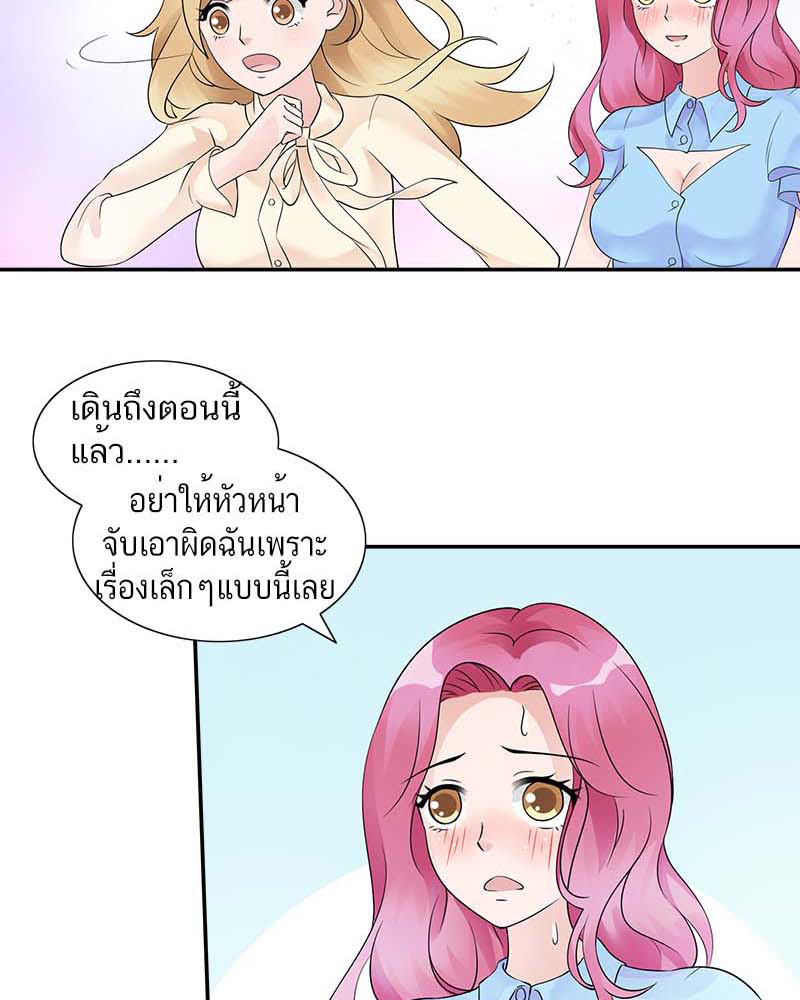 เดินถึงตอนนี้
แล้ว......
อย่าให้หัวหน้า
จับเอาผิดฉันเพราะ
เรื่องเล็กๆแบบนี้เลย